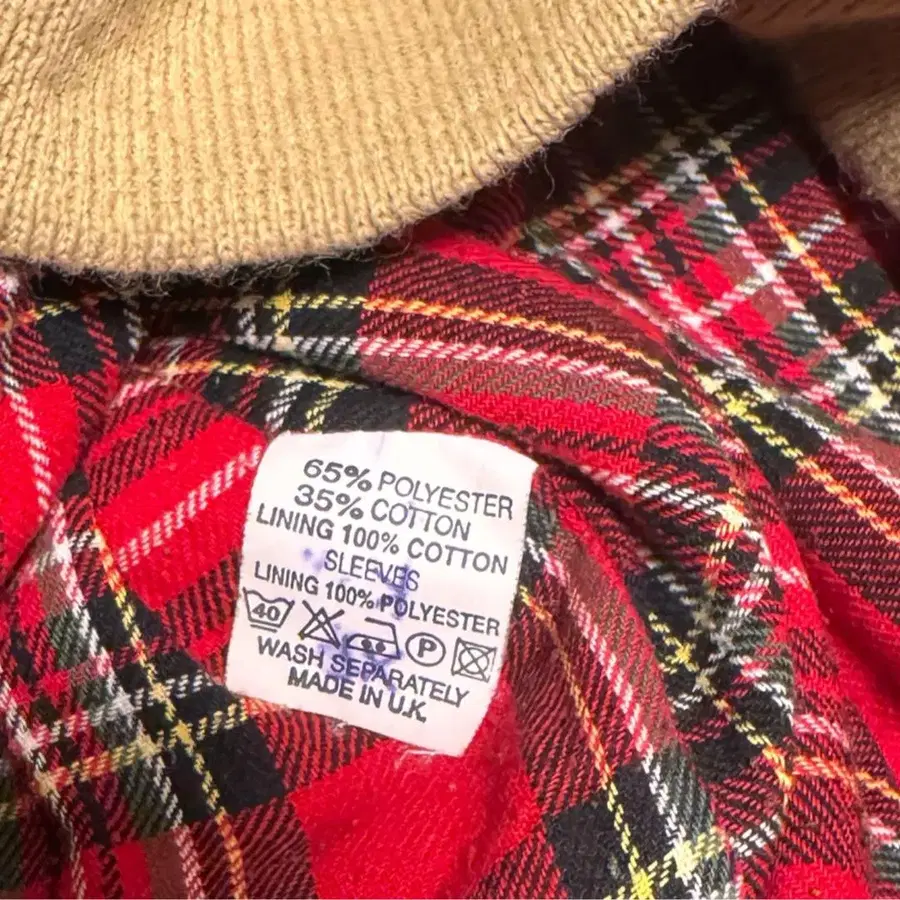 65% POLYESTER
35% COTTON
LINING 100% COTTON
SLEEVES
LINING 100% POLYESTER
40 P
WASH SEPARATELY
MADE IN U.K.